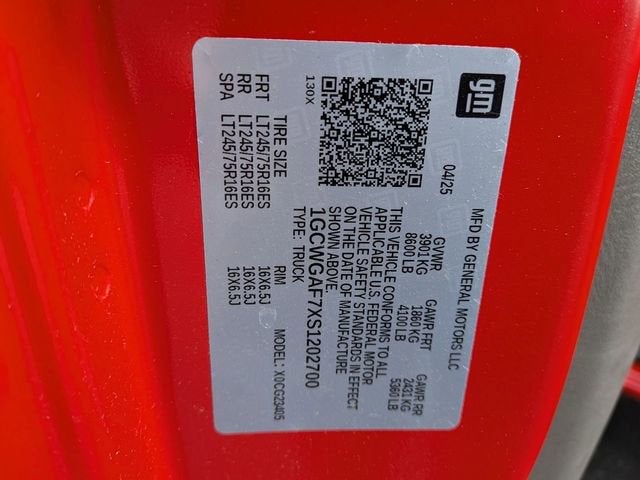 gm
MFD BY GENERAL MOTORS LLC
04/25
GVWR GAWR FRT GAWR RR
3901 KG 1860 KG 2431 KG
8600 LB 4100 LB 5360 LB
THIS VEHICLE CONFORMS TO ALL
APPLICABLE U.S. FEDERAL MOTOR
VEHICLE SAFETY STANDARDS IN EFFECT
ON THE DATE OF MANUFACTURE
SHOWN ABOVE.
1GCWGAF7XS1202700
TYPE: TRUCK
130X
MODEL: X0CG23405
TIRE SIZE RIM
FRT LT245/75R16ES 16X6.5J
RR LT245/75R16ES 16X6.5J
SPA LT245/75R16ES 16X6.5J